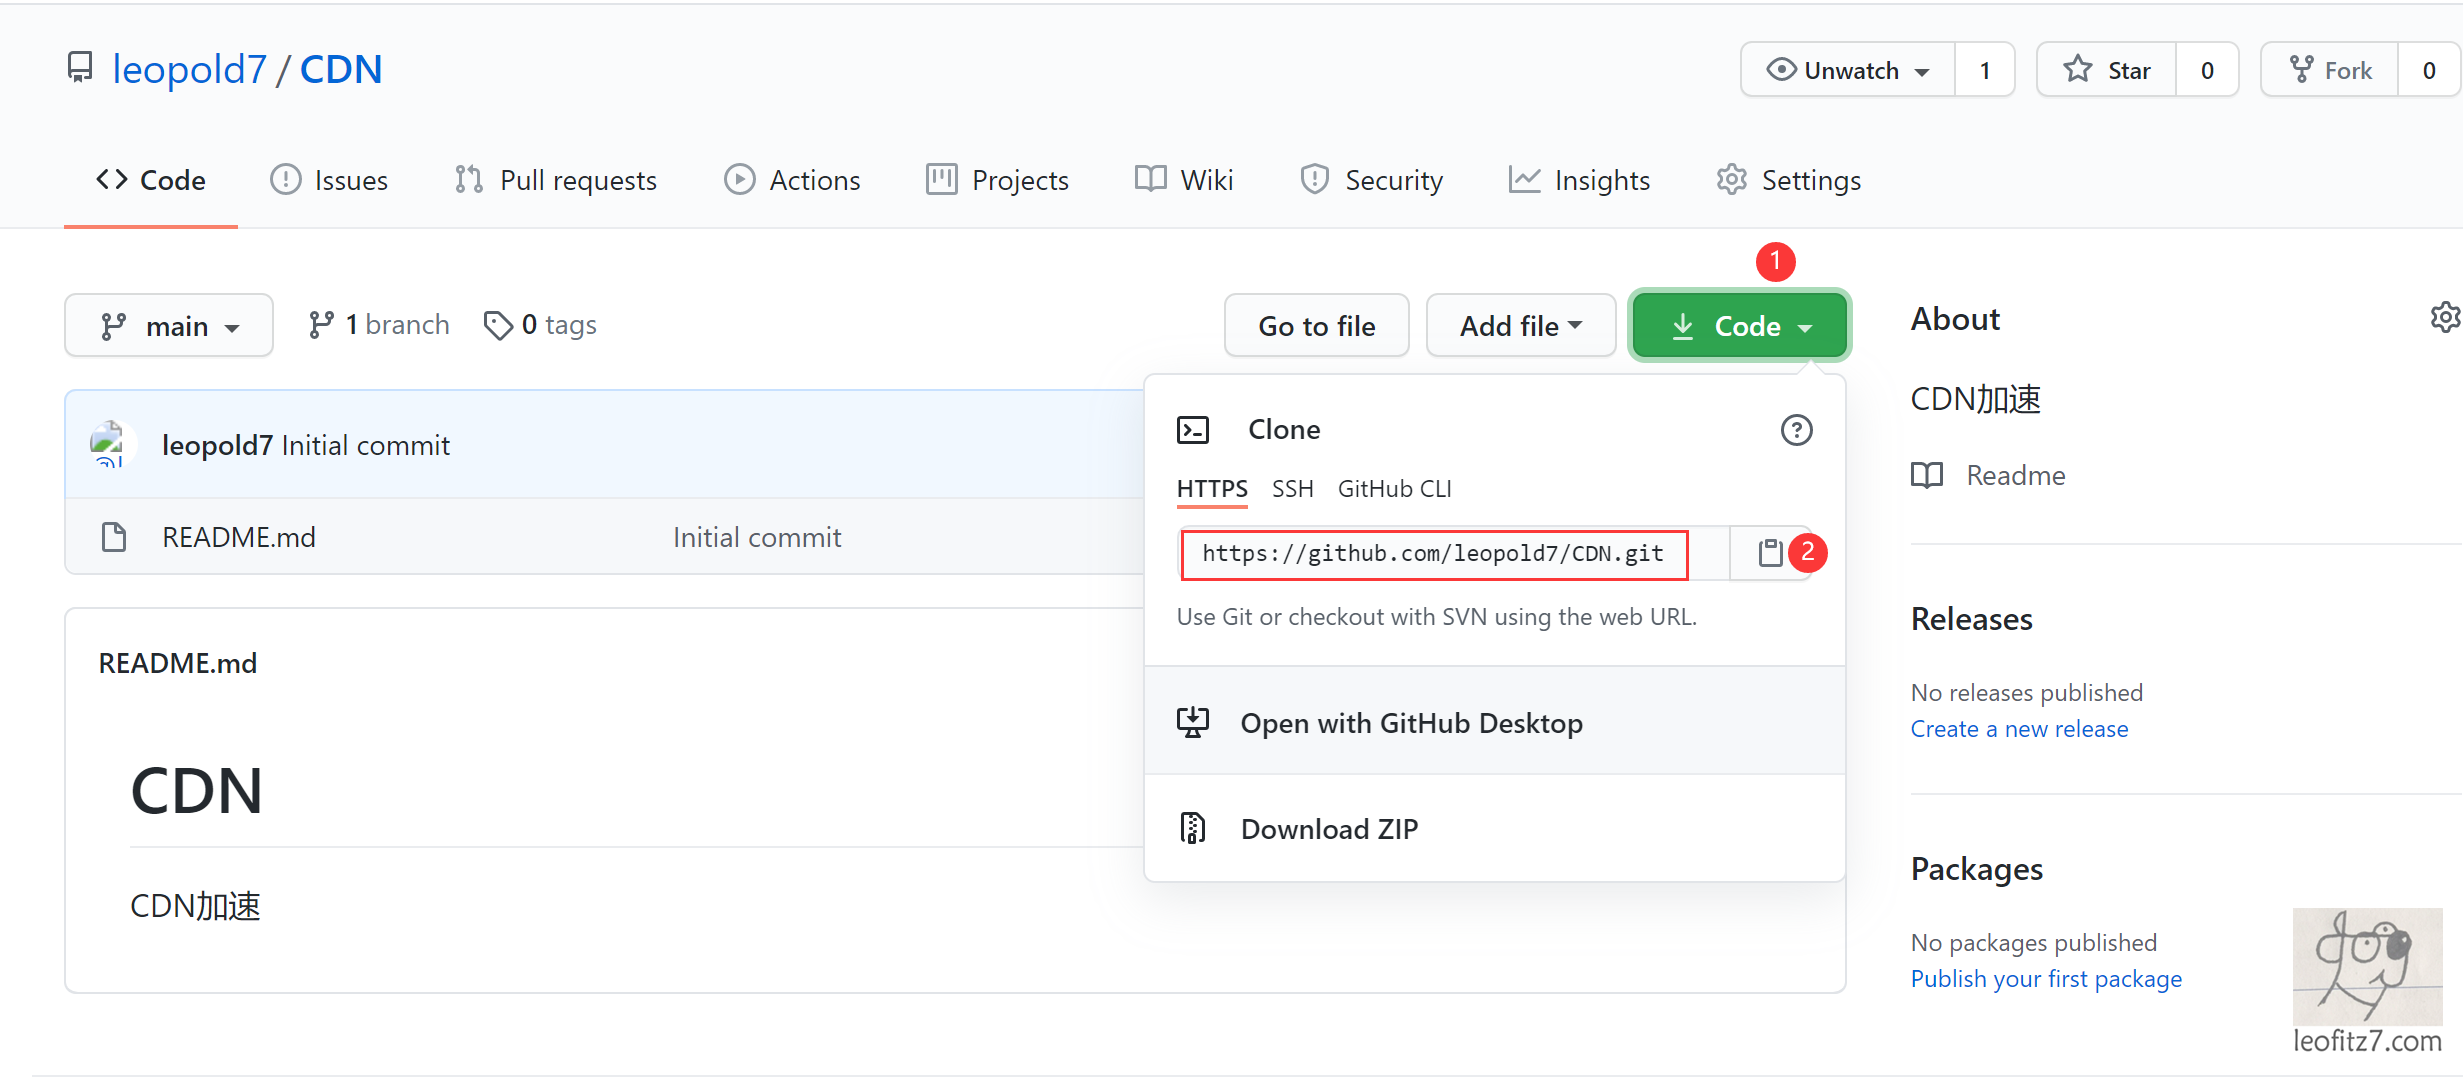 leopold7 / CDN
Unwatch 1
Star 0
Fork 0
Code
Issues
Pull requests
Actions
Projects
Wiki
Security
Insights
Settings
1
main
1 branch
0 tags
Go to file
Add file
Code
leopold7 Initial commit
README.md Initial commit
README.md
CDN
CDN加速
Clone
HTTPS SSH GitHub CLI
https://github.com/leopold7/CDN.git
2
Use Git or checkout with SVN using the web URL.
Open with GitHub Desktop
Download ZIP
About
CDN加速
Readme
Releases
No releases published
Create a new release
Packages
No packages published
Publish your first package
dog
leofitz7.com